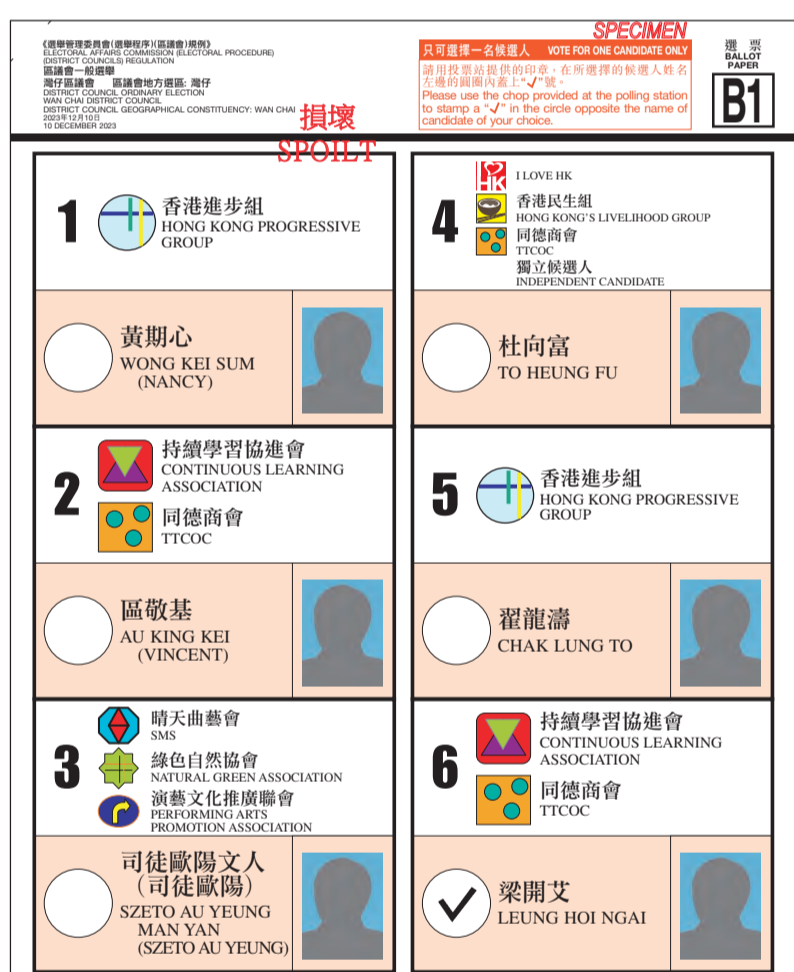 SPECIMEN
《選舉管理委員會(選舉程序)(區議會)規例》
ELECTORAL AFFAIRS COMMISSION (ELECTORAL PROCEDURE)
(DISTRICT COUNCILS) REGULATION
區議會一般選舉
灣仔區議會 區議會地方選區: 灣仔
DISTRICT COUNCIL ORDINARY ELECTION
WAN CHAI DISTRICT COUNCIL
DISTRICT COUNCIL GEOGRAPHICAL CONSTITUENCY: WAN CHAI
2023年12月10日
10 DECEMBER 2023
損壞
SPOILT
只可選擇一名候選人 VOTE FOR ONE CANDIDATE ONLY
請用投票站提供的印章，在所選擇的候選人姓名
左邊的圓圈內蓋上“✓”號。
Please use the chop provided at the polling station
to stamp a “✓” in the circle opposite the name of
candidate of your choice.
選 票
BALLOT
PAPER
B1
1
香港進步組
HONG KONG PROGRESSIVE
GROUP
黃期心
WONG KEI SUM
(NANCY)
2
持續學習協進會
CONTINUOUS LEARNING
ASSOCIATION
同德商會
TTCOC
區敬基
AU KING KEI
(VINCENT)
3
晴天曲藝會
SMS
綠色自然協會
NATURAL GREEN ASSOCIATION
演藝文化推廣聯會
PERFORMING ARTS
PROMOTION ASSOCIATION
司徒歐陽文人
(司徒歐陽)
SZETO AU YEUNG
MAN YAN
(SZETO AU YEUNG)
4
HK
I LOVE HK
香港民生組
HONG KONG'S LIVELIHOOD GROUP
同德商會
TTCOC
獨立候選人
INDEPENDENT CANDIDATE
杜向富
TO HEUNG FU
5
香港進步組
HONG KONG PROGRESSIVE
GROUP
翟龍濤
CHAK LUNG TO
6
持續學習協進會
CONTINUOUS LEARNING
ASSOCIATION
同德商會
TTCOC
✓
梁開艾
LEUNG HOI NGAI